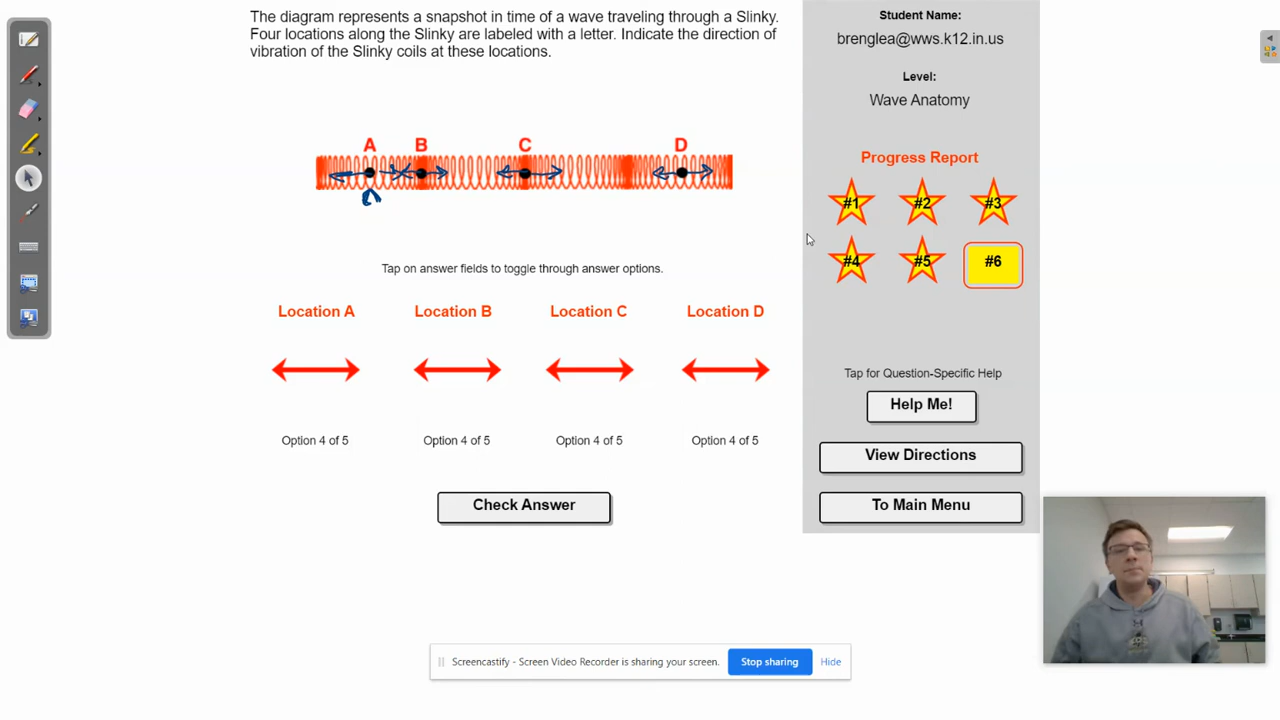 The diagram represents a snapshot in time of a wave traveling through a Slinky.
Four locations along the Slinky are labeled with a letter. Indicate the direction of
vibration of the Slinky coils at these locations.
A B C D
Tap on answer fields to toggle through answer options.
Location A Location B Location C Location D
Option 4 of 5 Option 4 of 5 Option 4 of 5 Option 4 of 5
Check Answer
Student Name:
brenglea@wws.k12.in.us
Level:
Wave Anatomy
Progress Report
#1 #2 #3
#4 #5 #6
Tap for Question-Specific Help
Help Me!
View Directions
To Main Menu
Screencastify - Screen Video Recorder is sharing your screen. Stop sharing Hide